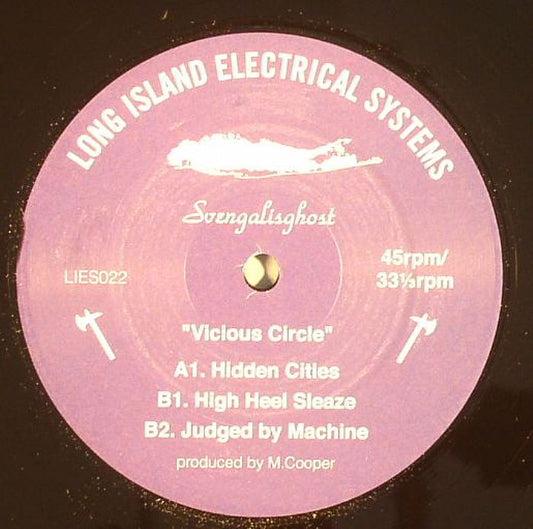 LONG ISLAND ELECTRICAL SYSTEMS
Svengalisghost
LIES022
45rpm/
33⅓rpm
"Vicious Circle"
A1. Hidden Cities
B1. High Heel Sleaze
B2. Judged by Machine
produced by M.Cooper